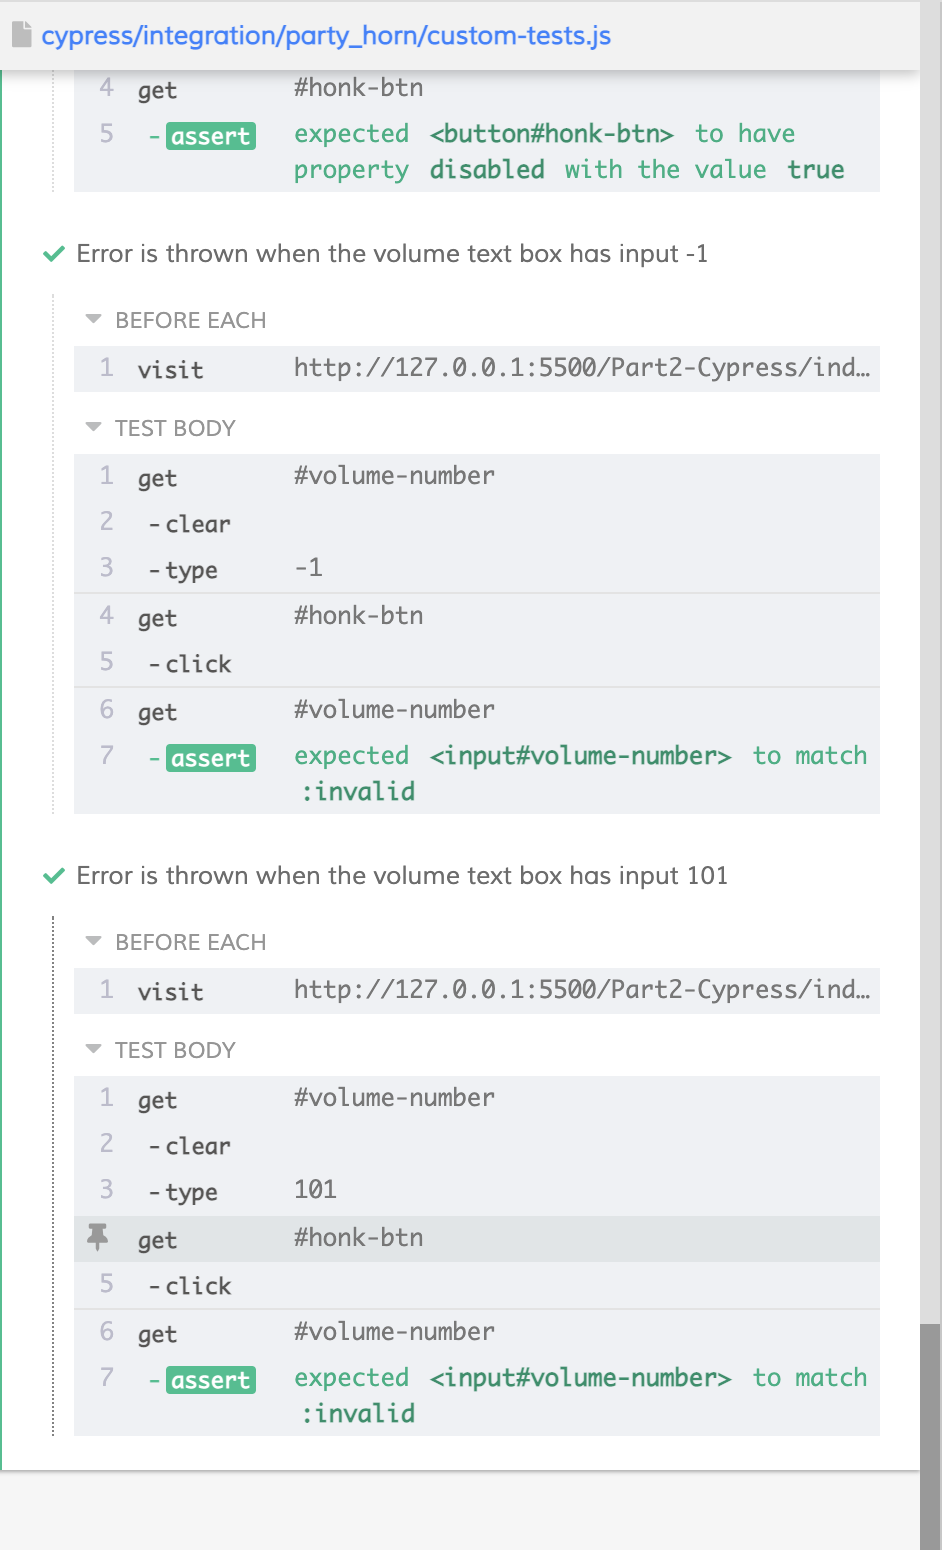 cypress/integration/party_horn/custom-tests.js
4 get #honk-btn
5 -assert expected <button#honk-btn> to have
property disabled with the value true
Error is thrown when the volume text box has input -1
BEFORE EACH
1 visit http://127.0.0.1:5500/Part2-Cypress/ind…
TEST BODY
1 get #volume-number
2 -clear
3 -type -1
4 get #honk-btn
5 -click
6 get #volume-number
7 -assert expected <input#volume-number> to match
:invalid
Error is thrown when the volume text box has input 101
BEFORE EACH
1 visit http://127.0.0.1:5500/Part2-Cypress/ind…
TEST BODY
1 get #volume-number
2 -clear
3 -type 101
get #honk-btn
5 -click
6 get #volume-number
7 -assert expected <input#volume-number> to match
:invalid